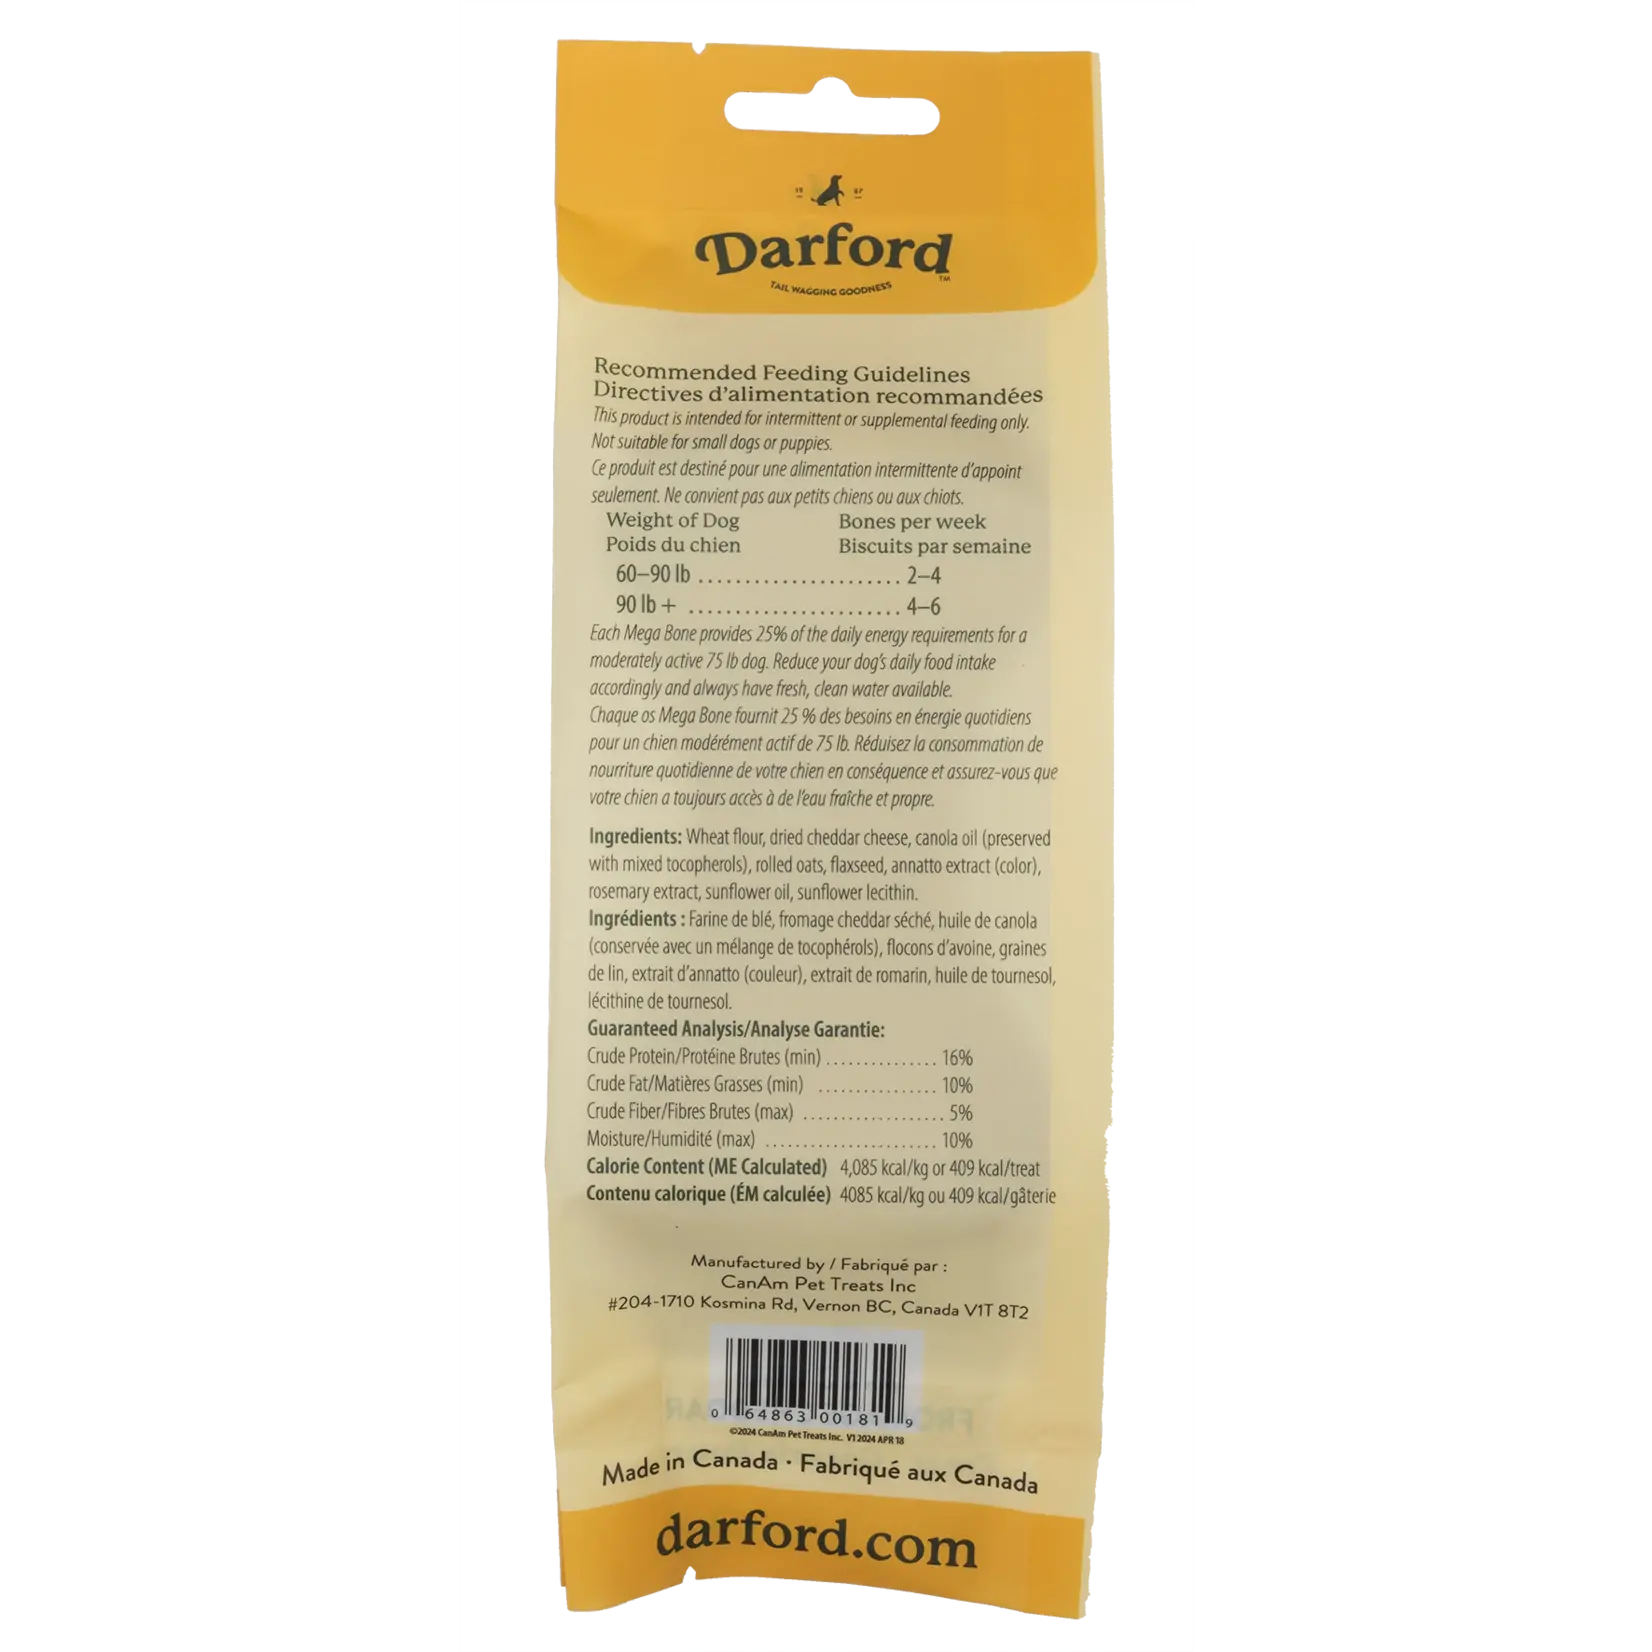 19 67
Darford
TM
TAIL WAGGING GOODNESS
Recommended Feeding Guidelines
Directives d'alimentation recommandées
This product is intended for intermittent or supplemental feeding only.
Not suitable for small dogs or puppies.
Ce produit est destiné pour une alimentation intermittente d'appoint
seulement. Ne convient pas aux petits chiens ou aux chiots.
Weight of Dog Bones per week
Poids du chien Biscuits par semaine
60–90 lb ...................... 2–4
90 lb + ....................... 4–6
Each Mega Bone provides 25% of the daily energy requirements for a
moderately active 75 lb dog. Reduce your dog's daily food intake
accordingly and always have fresh, clean water available.
Chaque os Mega Bone fournit 25 % des besoins en énergie quotidiens
pour un chien modérément actif de 75 lb. Réduisez la consommation de
nourriture quotidienne de votre chien en conséquence et assurez-vous que
votre chien a toujours accès à de l'eau fraîche et propre.
Ingredients: Wheat flour, dried cheddar cheese, canola oil (preserved
with mixed tocopherols), rolled oats, flaxseed, annatto extract (color),
rosemary extract, sunflower oil, sunflower lecithin.
Ingrédients : Farine de blé, fromage cheddar séché, huile de canola
(conservée avec un mélange de tocophérols), flocons d'avoine, graines
de lin, extrait d'annatto (couleur), extrait de romarin, huile de tournesol,
lécithine de tournesol.
Guaranteed Analysis/Analyse Garantie:
Crude Protein/Protéine Brutes (min) ............... 16%
Crude Fat/Matières Grasses (min) ................ 10%
Crude Fiber/Fibres Brutes (max) ................... 5%
Moisture/Humidité (max) ....................... 10%
Calorie Content (ME Calculated) 4,085 kcal/kg or 409 kcal/treat
Contenu calorique (ÉM calculée) 4085 kcal/kg ou 409 kcal/gâterie
Manufactured by / Fabriqué par :
CanAm Pet Treats Inc
#204-1710 Kosmina Rd, Vernon BC, Canada V1T 8T2
0 64863 00181 9
©2024 CanAm Pet Treats Inc. V1 2024 APR 18
Made in Canada · Fabriqué aux Canada
darford.com